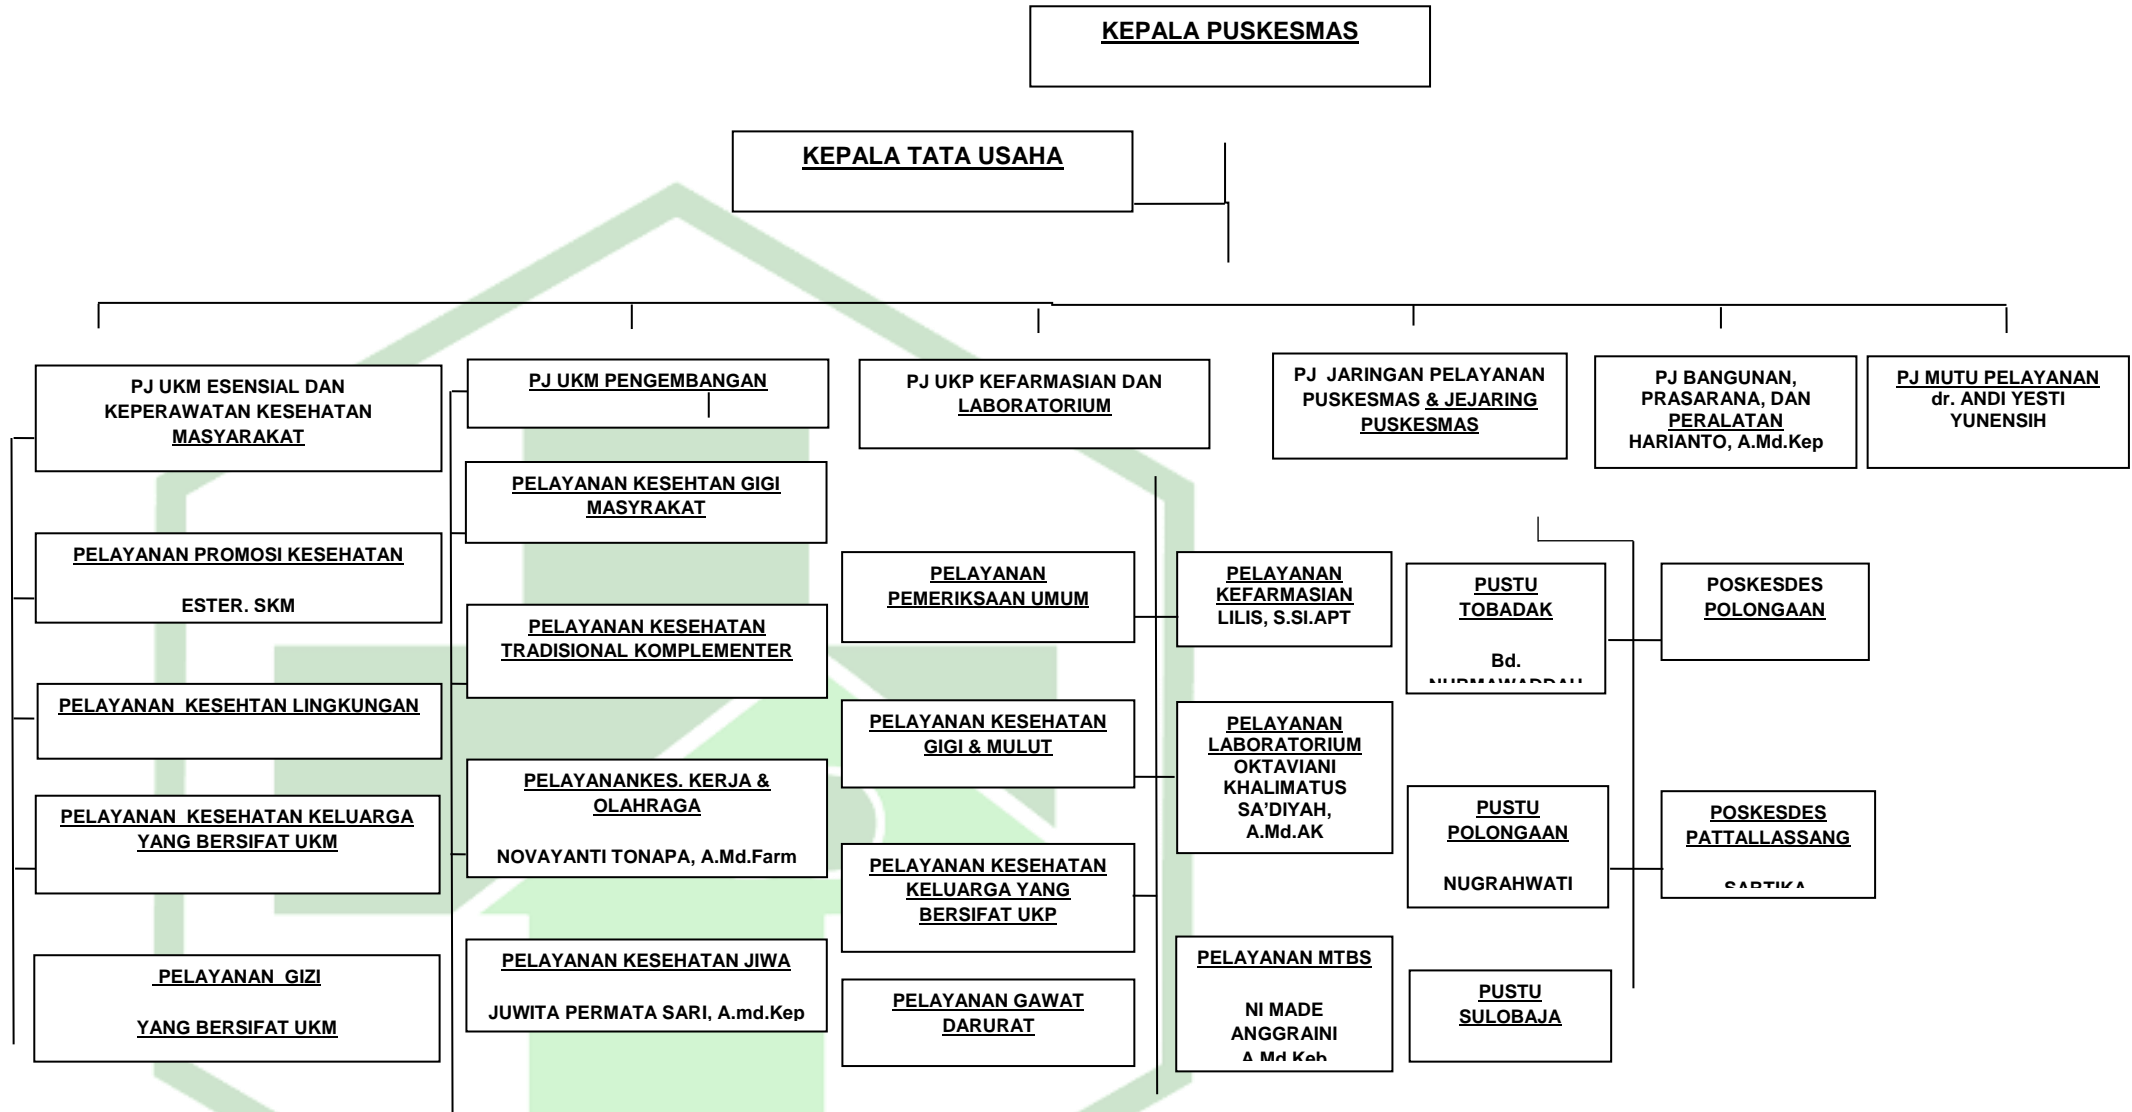 KEPALA PUSKESMAS
KEPALA TATA USAHA
PJ UKM ESENSIAL DAN
KEPERAWATAN KESEHATAN
MASYARAKAT
PJ UKM PENGEMBANGAN
PJ UKP KEFARMASIAN DAN
LABORATORIUM
PJ JARINGAN PELAYANAN
PUSKESMAS & JEJARING
PUSKESMAS
PJ BANGUNAN,
PRASARANA, DAN
PERALATAN
HARIANTO, A.Md.Kep
PJ MUTU PELAYANAN
dr. ANDI YESTI
YUNENSIH
PELAYANAN PROMOSI KESEHATAN
ESTER. SKM
PELAYANAN KESEHTAN LINGKUNGAN
PELAYANAN KESEHATAN KELUARGA
YANG BERSIFAT UKM
PELAYANAN GIZI
YANG BERSIFAT UKM
PELAYANAN KESEHTAN GIGI
MASYRAKAT
PELAYANAN KESEHATAN
TRADISIONAL KOMPLEMENTER
PELAYANANKES. KERJA &
OLAHRAGA
NOVAYANTI TONAPA, A.Md.Farm
PELAYANAN KESEHATAN JIWA
JUWITA PERMATA SARI, A.md.Kep
PELAYANAN
PEMERIKSAAN UMUM
PELAYANAN KESEHATAN
GIGI & MULUT
PELAYANAN KESEHATAN
KELUARGA YANG
BERSIFAT UKP
PELAYANAN GAWAT
DARURAT
PELAYANAN
KEFARMASIAN
LILIS, S.SI.APT
PELAYANAN
LABORATORIUM
OKTAVIANI
KHALIMATUS
SA’DIYAH,
A.Md.AK
PELAYANAN MTBS
NI MADE
ANGGRAINI
A.Md.Keb
PUSTU
TOBADAK
Bd.
PUSTU
POLONGAAN
NUGRAHWATI
PUSTU
SULOBAJA
POSKESDES
POLONGAAN
POSKESDES
PATTALLASSANG